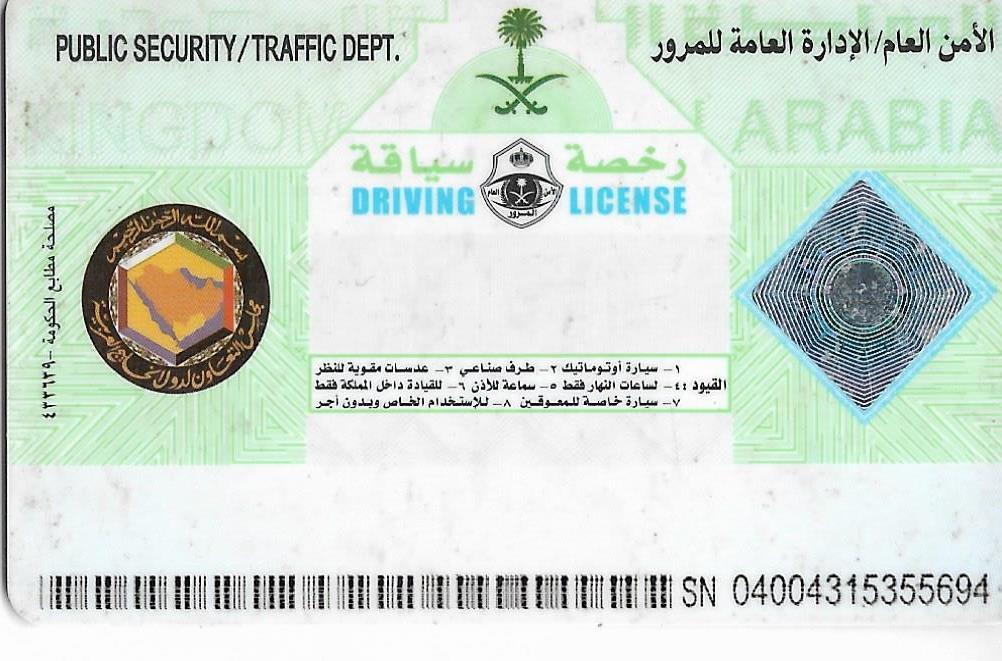 PUBLIC SECURITY/TRAFFIC DEPT.
الأمن العام/الإدارة العامة للمرور
KINGDOM ARABIA
رخصة سياقة
DRIVING LICENSE
الأمن العام
المرور
بسم الله الرحمن الرحيم
مجلس التعاون لدول الخليج العربية
مصلحة مطابع الحكومة - ٤٣٣٦٣٩
١- سيارة أوتوماتيك ٢- طرف صناعي ٣- عدسات مقوية للنظر
القيود :٤- لساعات النهار فقط ٥- سماعة للأذن ٦- للقيادة داخل المملكة فقط
٧- سيارة خاصة للمعوقين ٨- للإستخدام الخاص وبدون أجر
SN 04004315355694